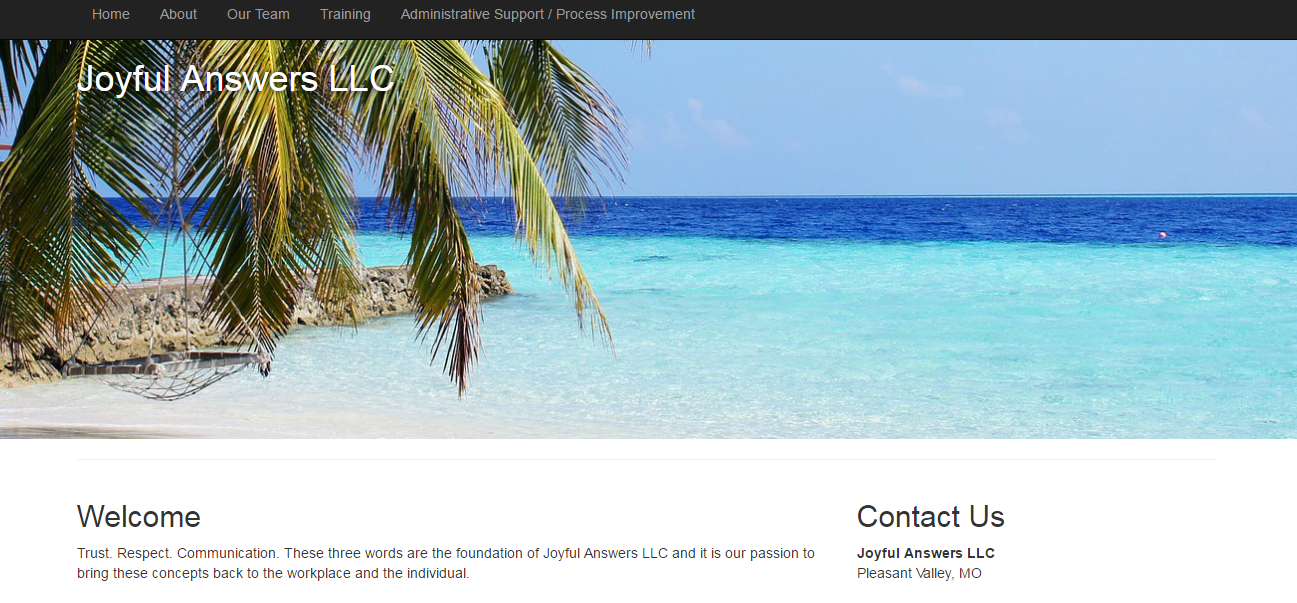 Home About Our Team Training Administrative Support / Process Improvement
Joyful Answers LLC
Welcome
Trust. Respect. Communication. These three words are the foundation of Joyful Answers LLC and it is our passion to
bring these concepts back to the workplace and the individual.
Contact Us
Joyful Answers LLC
Pleasant Valley, MO